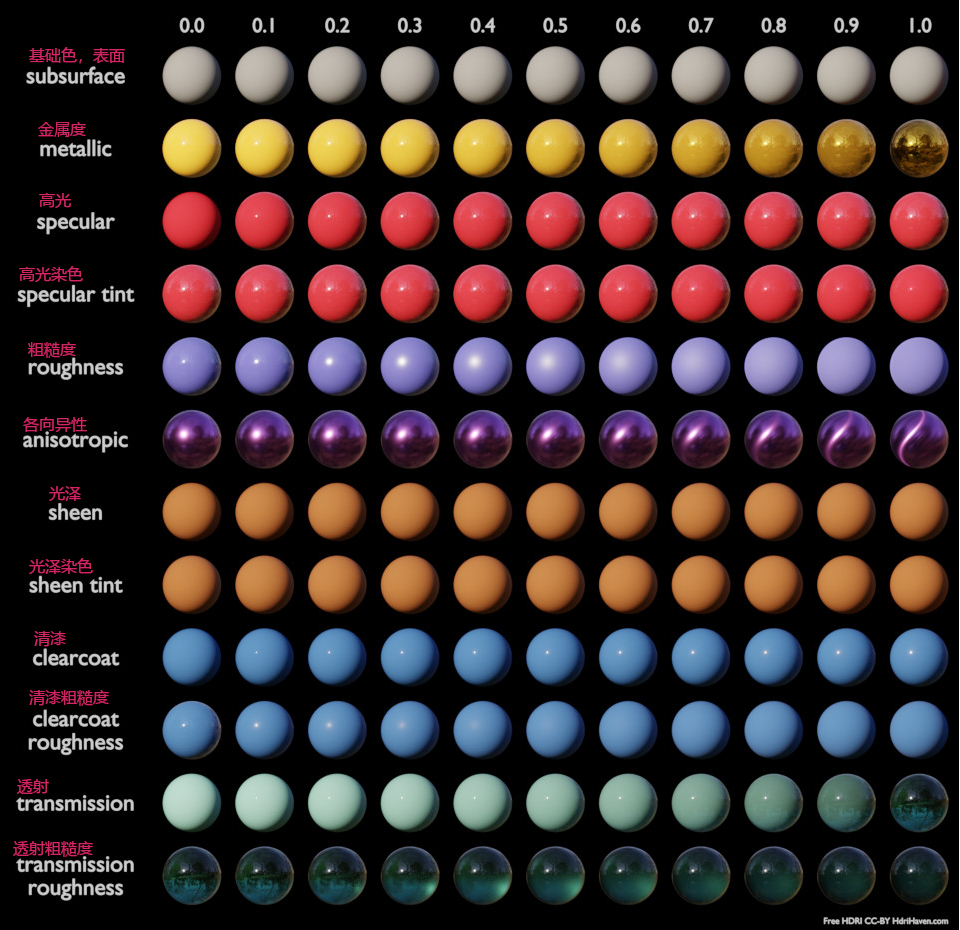 0.0 0.1 0.2 0.3 0.4 0.5 0.6 0.7 0.8 0.9 1.0
基础色，表面
subsurface
金属度
metallic
高光
specular
高光染色
specular tint
粗糙度
roughness
各向异性
anisotropic
光泽
sheen
光泽染色
sheen tint
清漆
clearcoat
清漆粗糙度
clearcoat
roughness
透射
transmission
透射粗糙度
transmission
roughness
Free HDRI CC-BY HdriHaven.com